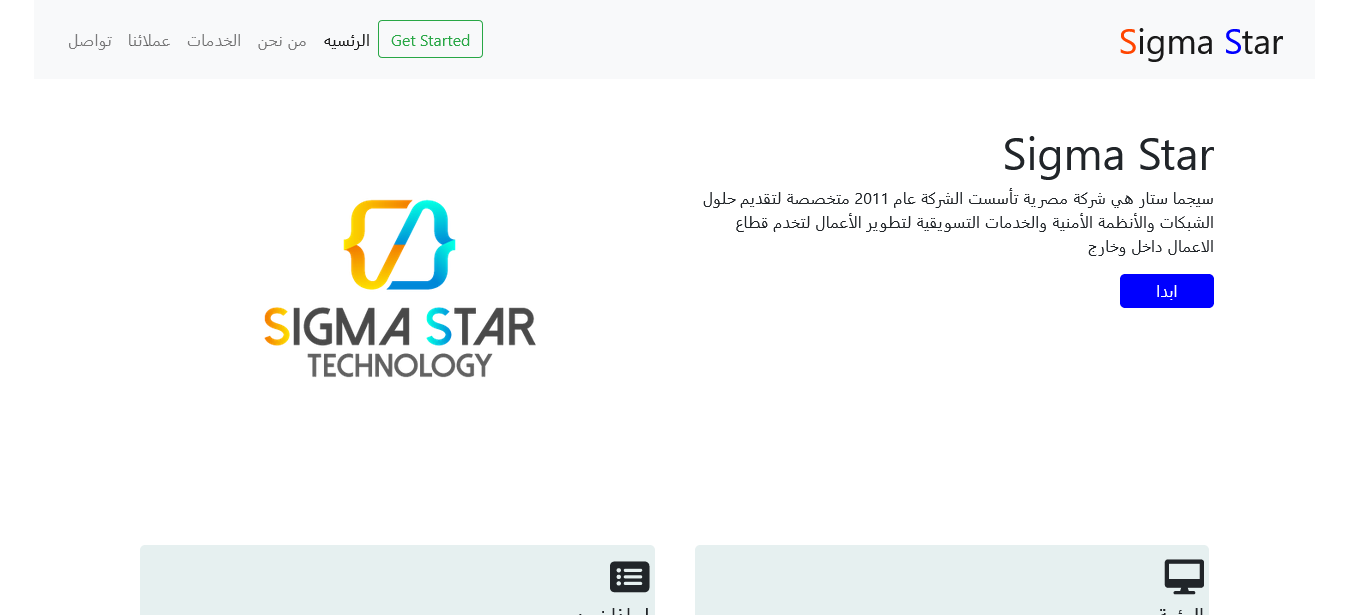 Sigma Star
Get Started
الرئسيه
من نحن
الخدمات
عملائنا
تواصل
Sigma Star
سيجما ستار هي شركة مصرية تأسست الشركة عام 2011 متخصصة لتقديم حلول
الشبكات والأنظمة الأمنية والخدمات التسويقية لتطوير الأعمال لتخدم قطاع
الاعمال داخل وخارج
ابدا
SIGMA STAR
TECHNOLOGY